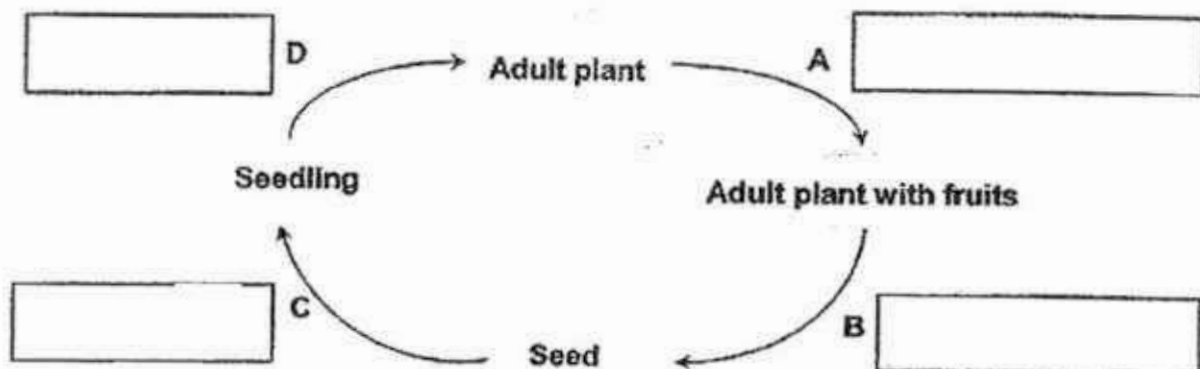 D
Adult plant
A
Seedling
Adult plant with fruits
C
B
Seed